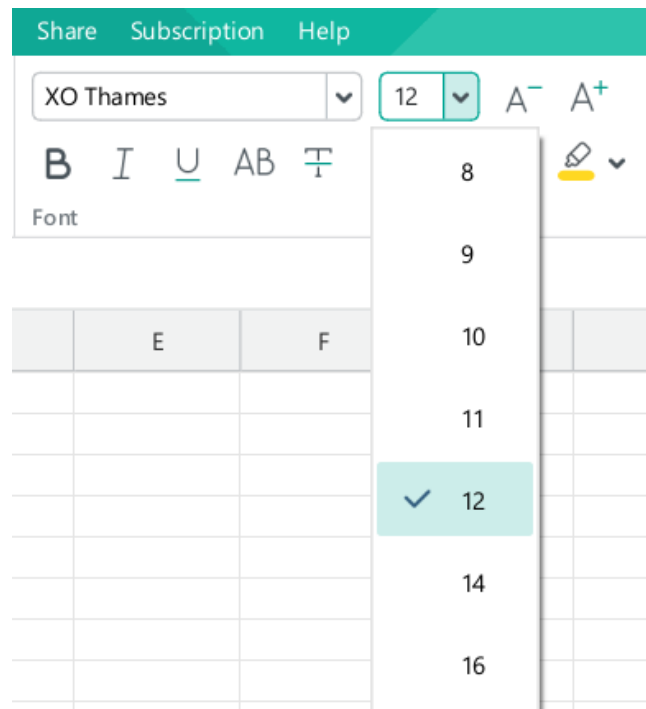 Share Subscription Help
XO Thames 12 A- A+
B I U AB T
Font
8
9
10
11
12
14
16
E F